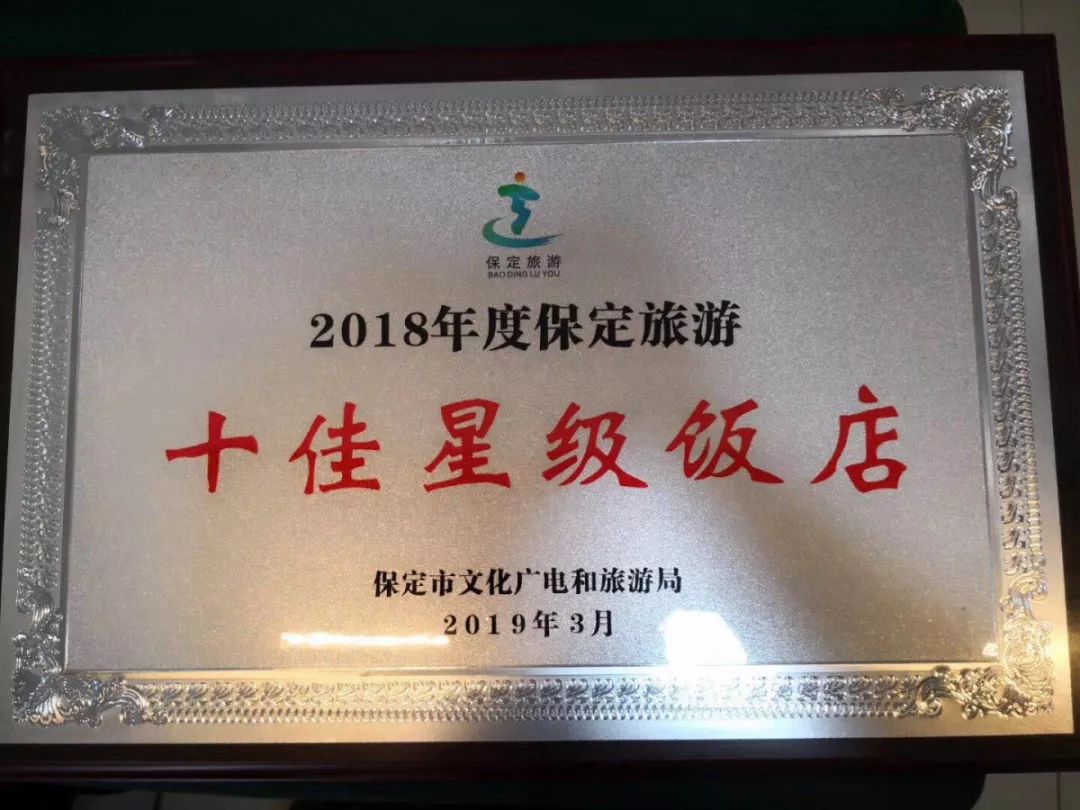 保定旅游
BAO DING LU YOU
2018年度保定旅游
十佳星级饭店
保定市文化广电和旅游局
2019年3月